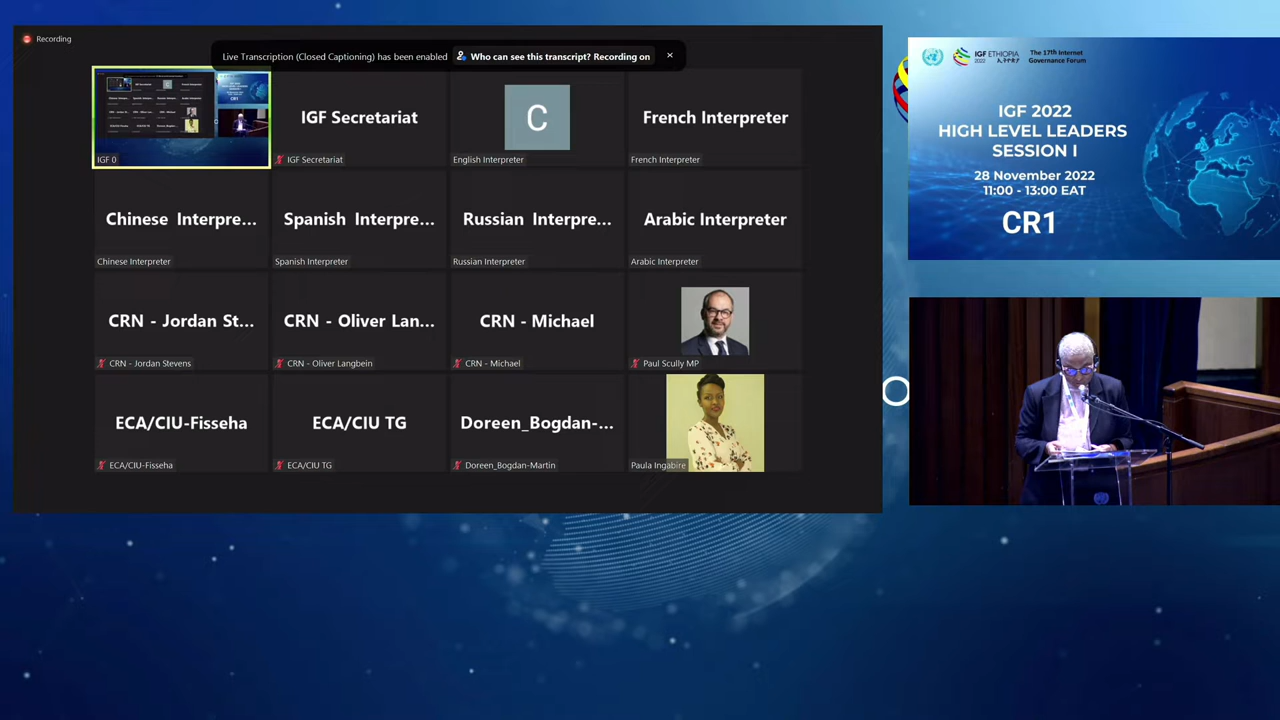 Recording
Live Transcription (Closed Captioning) has been enabled
Who can see this transcript? Recording on
IGF 0
IGF Secretariat
IGF Secretariat
C
English Interpreter
French Interpreter
French Interpreter
Chinese Interpre...
Chinese Interpreter
Spanish Interpre...
Spanish Interpreter
Russian Interpre...
Russian Interpreter
Arabic Interpreter
Arabic Interpreter
CRN - Jordan St...
CRN - Jordan Stevens
CRN - Oliver Lan...
CRN - Oliver Langbein
CRN - Michael
CRN - Michael
Paul Scully MP
ECA/CIU-Fisseha
ECA/CIU-Fisseha
ECA/CIU TG
ECA/CIU TG
Doreen_Bogdan-...
Doreen_Bogdan-Martin
Paula Ingabire
IGF ETHIOPIA
2022 ኢትዮጵያ
The 17th Internet
Governance Forum
IGF 2022
HIGH LEVEL LEADERS
SESSION I
28 November 2022
11:00 - 13:00 EAT
CR1